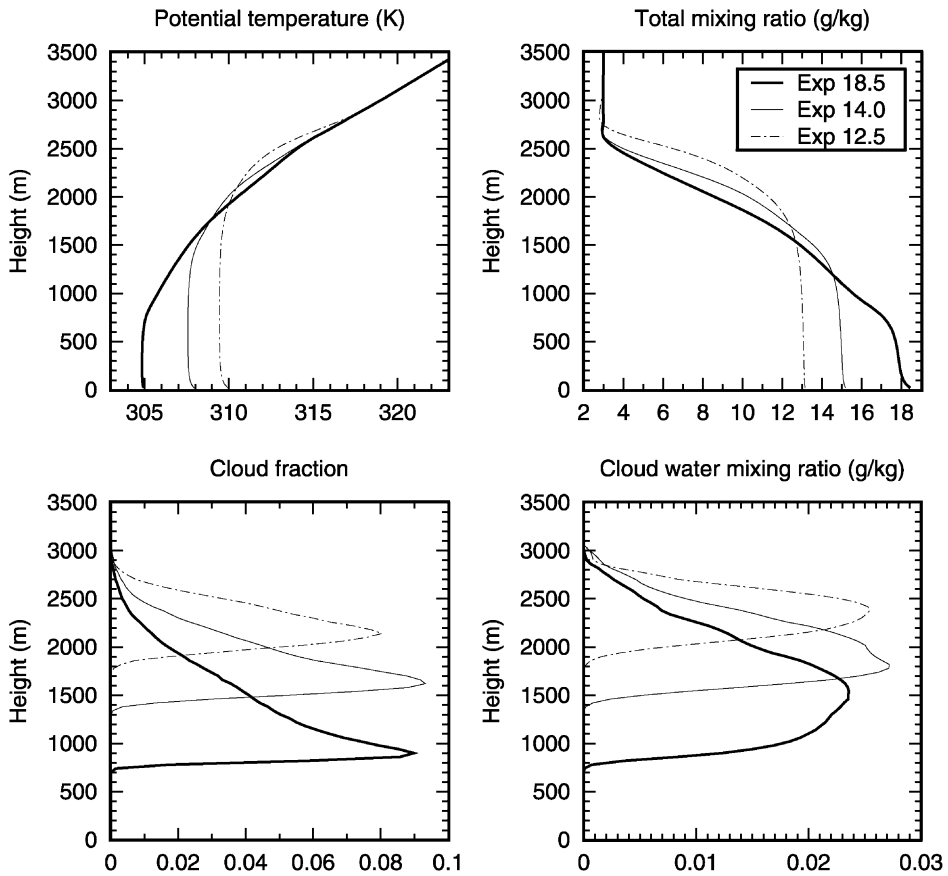 Potential temperature (K)
Height (m)
3500
3000
2500
2000
1500
1000
500
0
305 310 315 320
Total mixing ratio (g/kg)
Height (m)
3500
3000
2500
2000
1500
1000
500
0
2 4 6 8 10 12 14 16 18
Exp 18.5
Exp 14.0
Exp 12.5
Cloud fraction
Height (m)
3500
3000
2500
2000
1500
1000
500
0
0 0.02 0.04 0.06 0.08 0.1
Cloud water mixing ratio (g/kg)
Height (m)
3500
3000
2500
2000
1500
1000
500
0
0 0.01 0.02 0.03